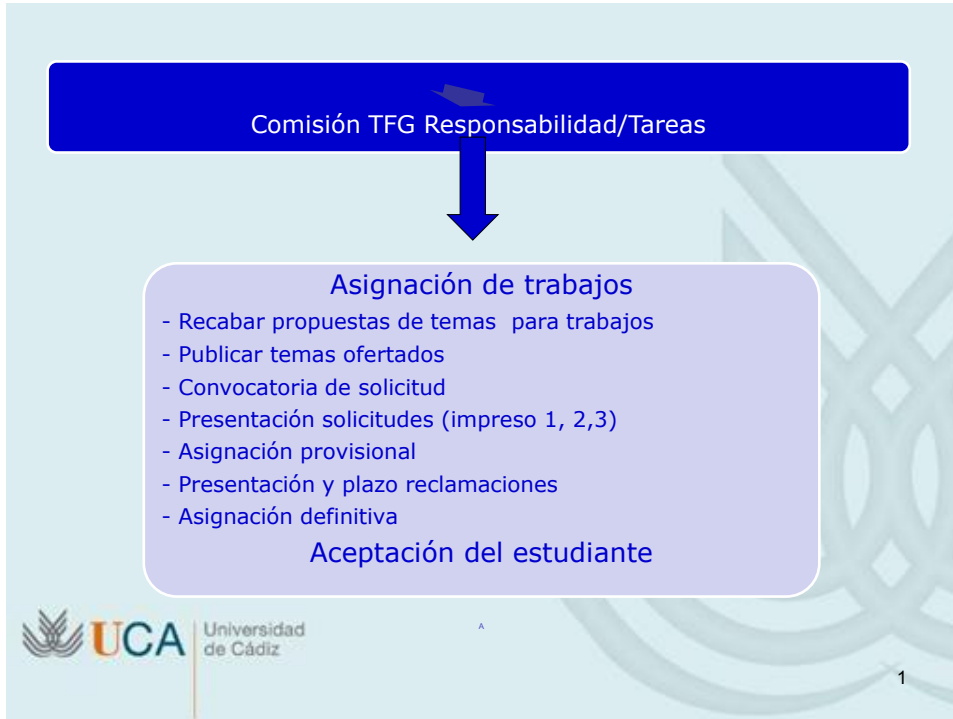 Comisión TFG Responsabilidad/Tareas
Asignación de trabajos
- Recabar propuestas de temas  para trabajos
- Publicar temas ofertados
- Convocatoria de solicitud
- Presentación solicitudes (impreso 1, 2,3)
- Asignación provisional
- Presentación y plazo reclamaciones
- Asignación definitiva
Aceptación del estudiante
UCA
Universidad
de Cádiz
A
1